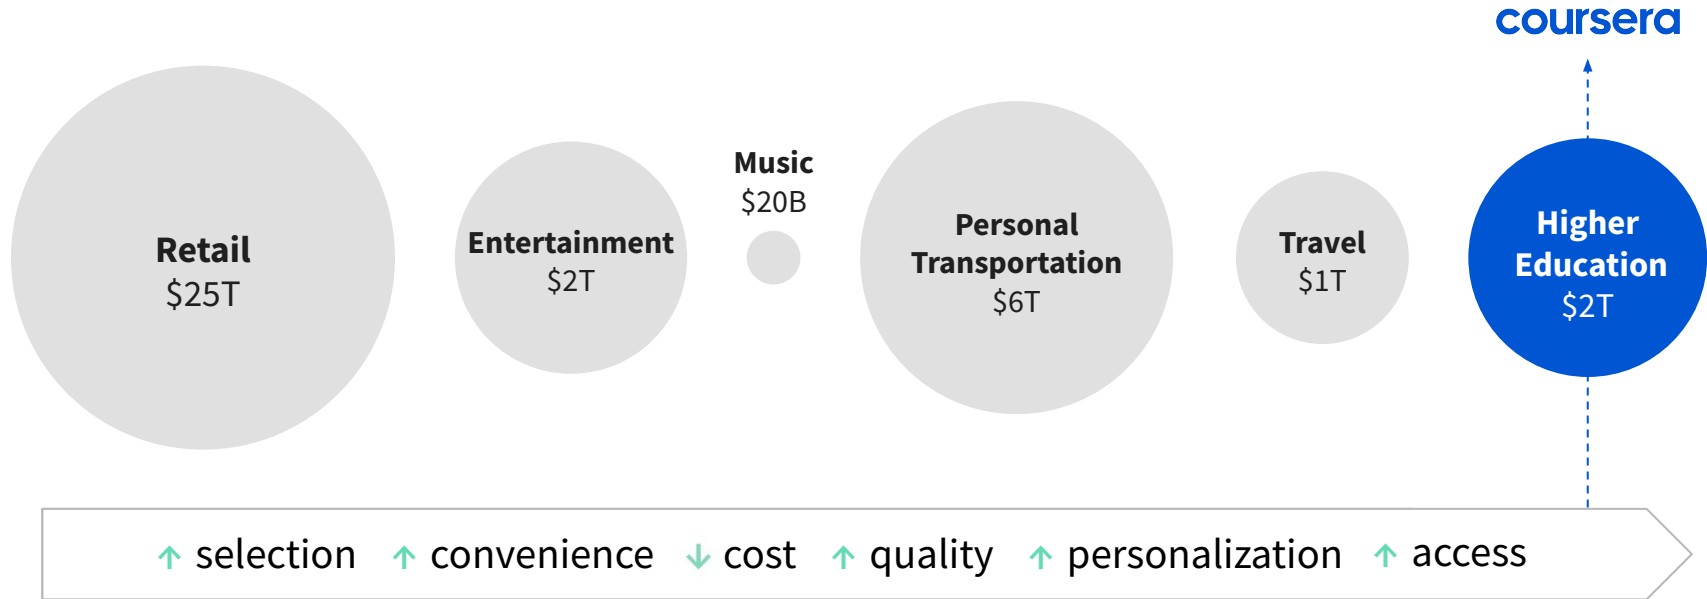 coursera
Retail
$25T
Entertainment
$2T
Music
$20B
Personal
Transportation
$6T
Travel
$1T
Higher
Education
$2T
↑ selection ↑ convenience ↓ cost ↑ quality ↑ personalization ↑ access